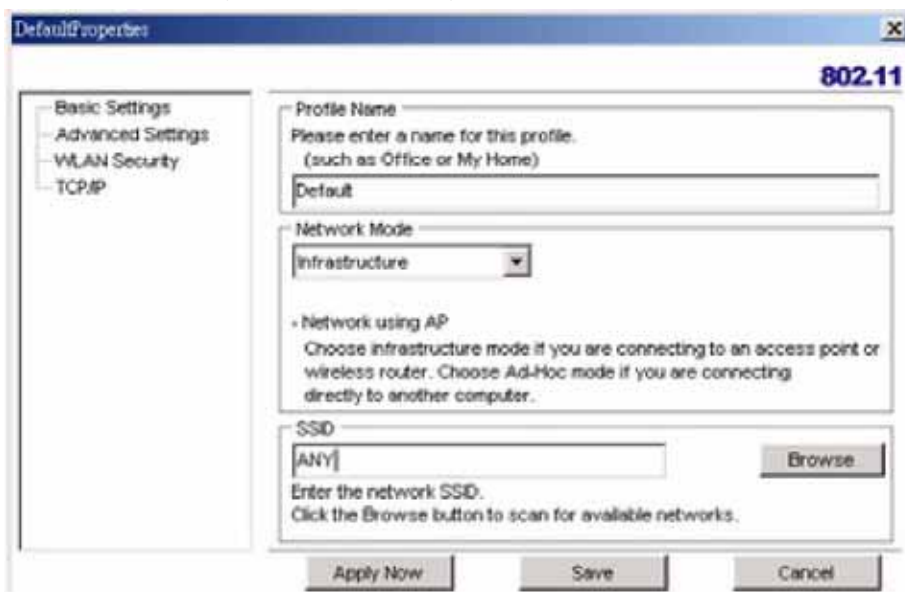 DefaultProperties
802.11
Basic Settings
Advanced Settings
WLAN Security
TCP/IP
Profile Name
Please enter a name for this profile.
(such as Office or My Home)
Default
Network Mode
Infrastructure
- Network using AP
Choose infrastructure mode if you are connecting to an access point or
wireless router. Choose Ad-Hoc mode if you are connecting
directly to another computer.
SSID
ANY
Browse
Enter the network SSID.
Click the Browse button to scan for available networks.
Apply Now
Save
Cancel